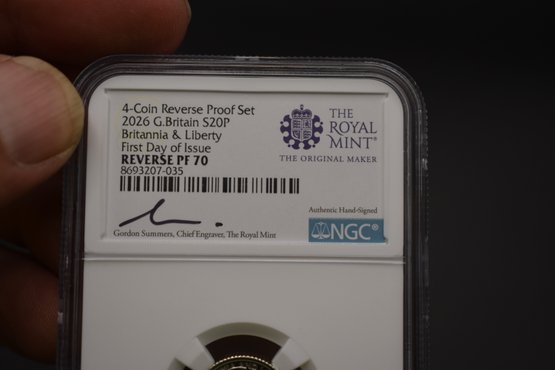 4-Coin Reverse Proof Set
2026 G.Britain S20P
Britannia & Liberty
First Day of Issue
REVERSE PF 70
8693207-035
THE
ROYAL
MINT®
THE ORIGINAL MAKER
Gordon Summers, Chief Engraver, The Royal Mint
Authentic Hand-Signed
NGC®